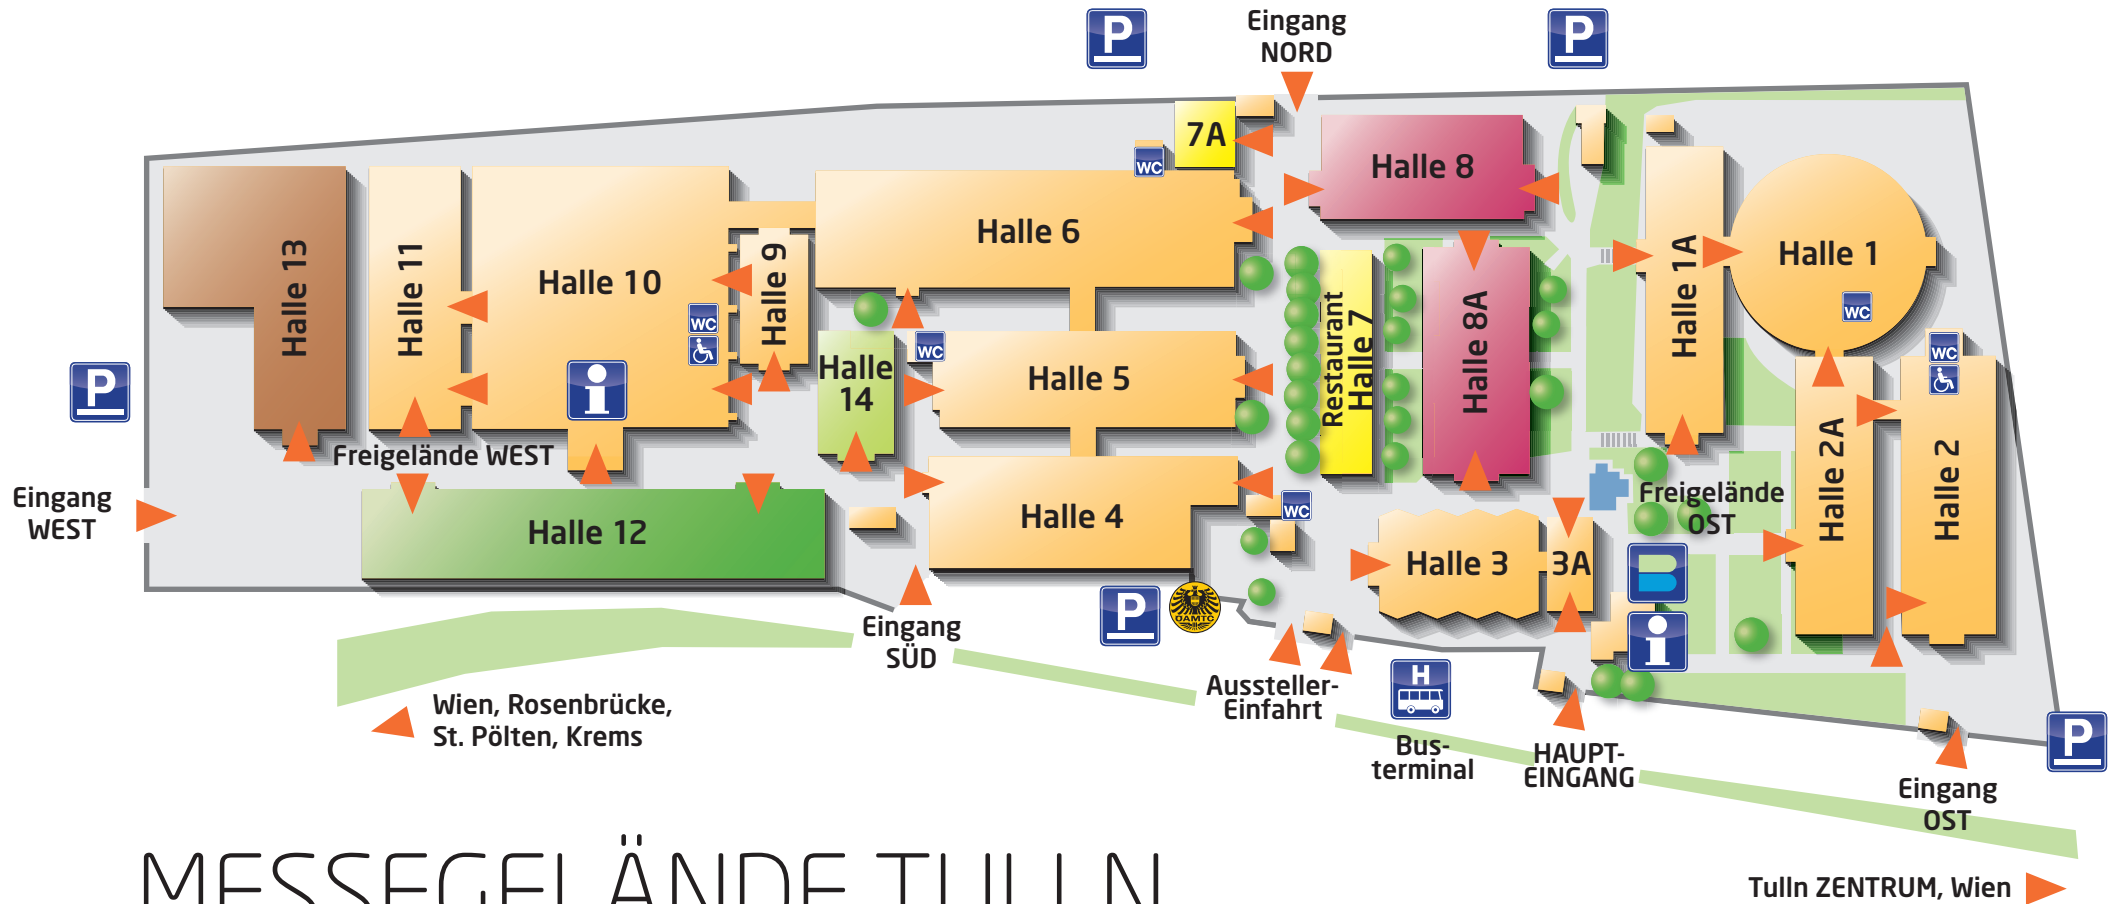 P
Eingang
NORD
P
7A
WC
Halle 8
Halle 6
Halle 13
Halle 11
Halle 10
Halle 9
Halle 1A
Halle 1
WC
WC
WC
Halle
14
Halle 5
Restaurant
Halle 7
Halle 8A
WC
P
i
Freigelände WEST
Halle 2A
Halle 2
Eingang
WEST
Halle 12
Halle 4
WC
Freigelände
OST
Halle 3
3A
P
ÖAMTC
i
Eingang
SÜD
Aussteller-
Einfahrt
H
Bus-
terminal
HAUPT-
EINGANG
P
Eingang
OST
Wien, Rosenbrücke,
St. Pölten, Krems
MESSEGELÄNDE TULLN
Tulln ZENTRUM, Wien